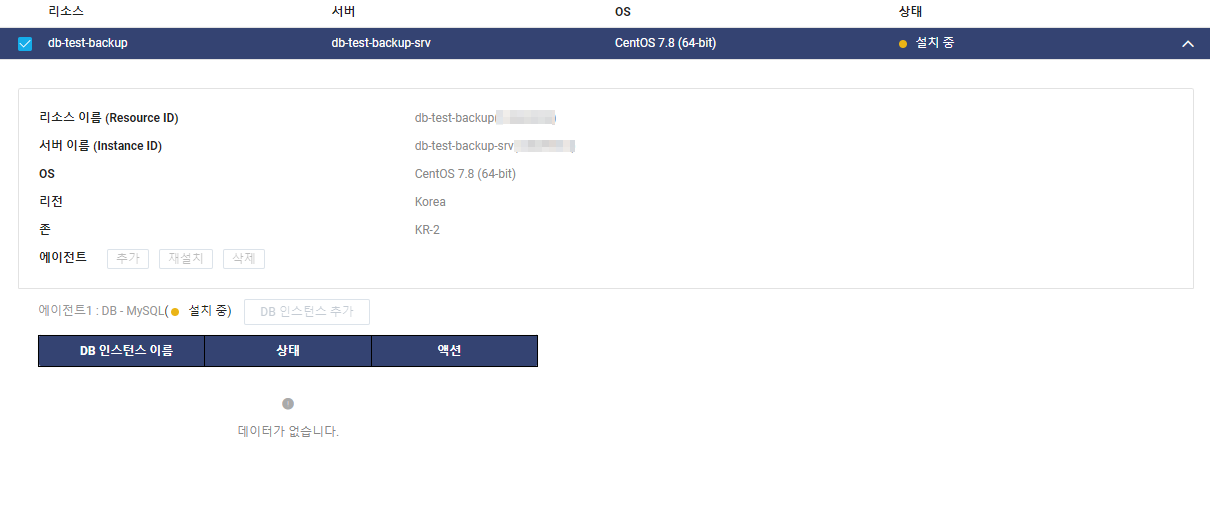 리소스 서버 OS 상태
db-test-backup db-test-backup-srv CentOS 7.8 (64-bit) 설치 중
리소스 이름 (Resource ID) db-test-backup(
서버 이름 (Instance ID) db-test-backup-srv
OS CentOS 7.8 (64-bit)
리전 Korea
존 KR-2
에이전트 추가 재설치 삭제
에이전트1 : DB - MySQL( 설치 중) DB 인스턴스 추가
DB 인스턴스 이름 상태 액션
데이터가 없습니다.